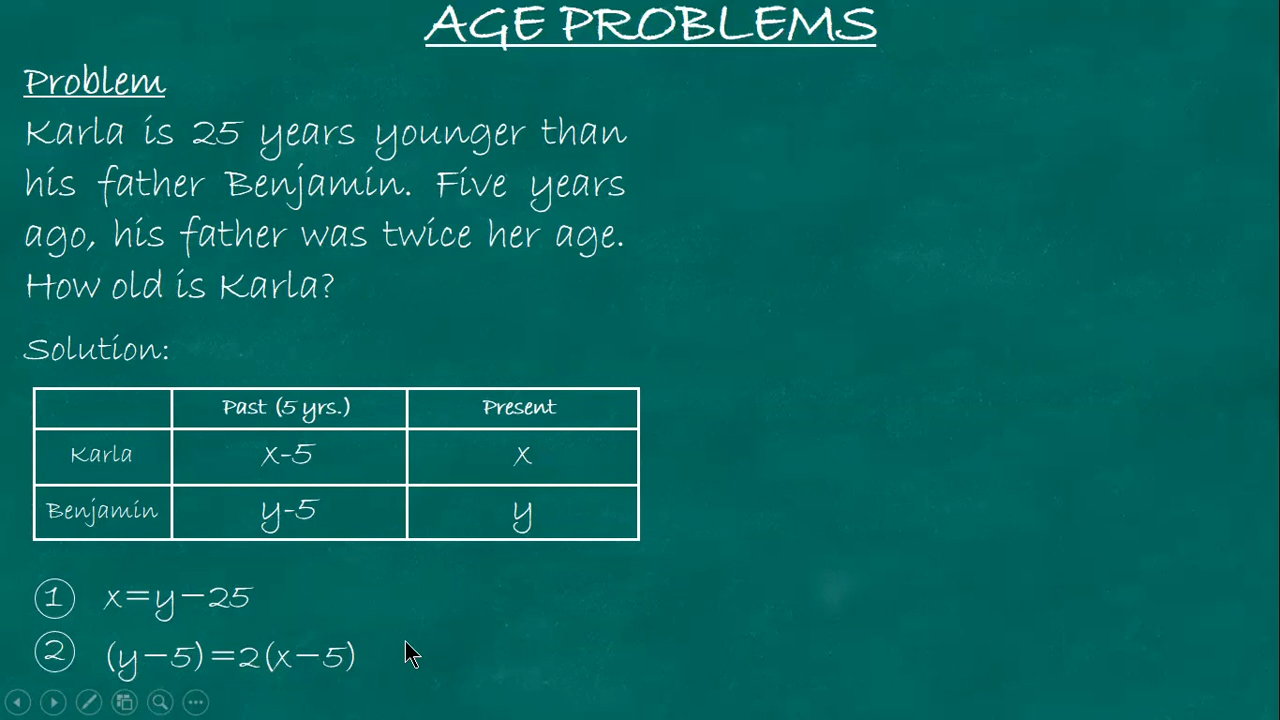 AGE PROBLEMS
Problem
Karla is 25 years younger than
his father Benjamin. Five years
ago, his father was twice her age.
How old is Karla?
Solution:
Past (5 yrs.) Present
Karla x-5 x
Benjamin y-5 y
1 x=y−25
2 (y−5)=2(x−5)